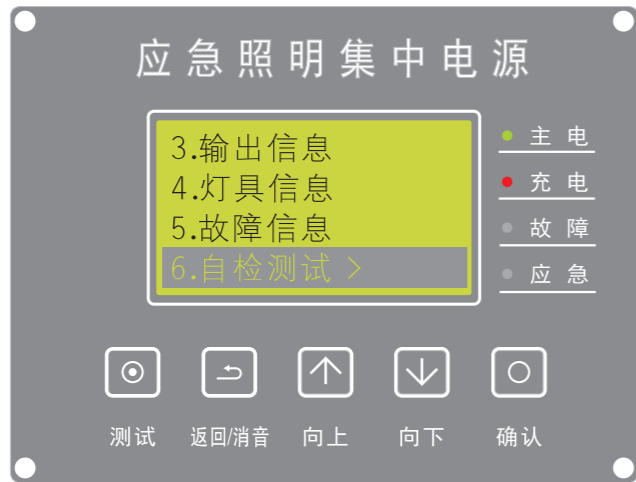 应急照明集中电源
3.输出信息
4.灯具信息
5.故障信息
6.自检测试 >
主电
充电
故障
应急
测试 返回/消音 向上 向下 确认